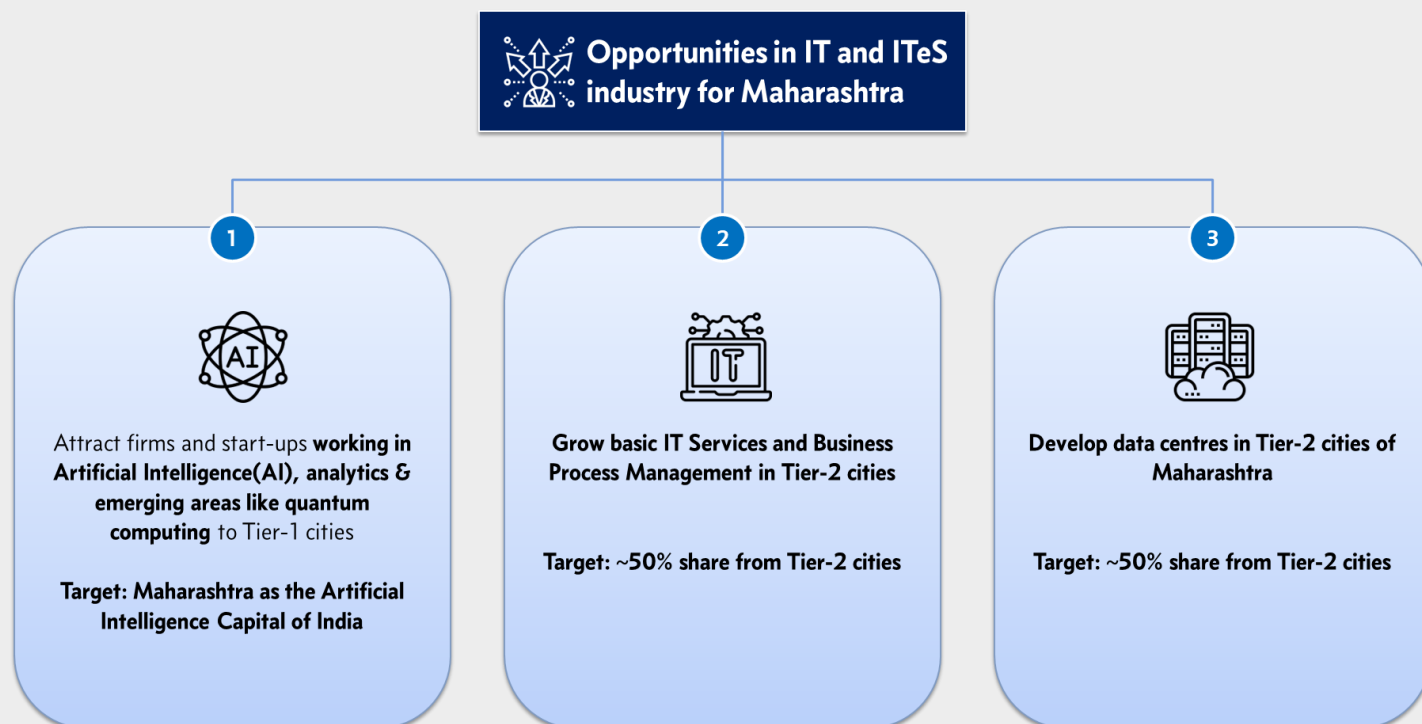 Opportunities in IT and ITeS
industry for Maharashtra
1
AI
Attract firms and start-ups working in
Artificial Intelligence(AI), analytics &
emerging areas like quantum
computing to Tier-1 cities
Target: Maharashtra as the Artificial
Intelligence Capital of India
2
IT
Grow basic IT Services and Business
Process Management in Tier-2 cities
Target: ~50% share from Tier-2 cities
3
Develop data centres in Tier-2 cities of
Maharashtra
Target: ~50% share from Tier-2 cities